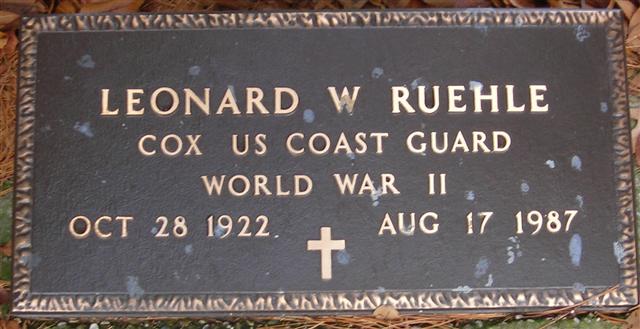 LEONARD W RUEHLE
COX US COAST GUARD
WORLD WAR II
OCT 28 1922 AUG 17 1987